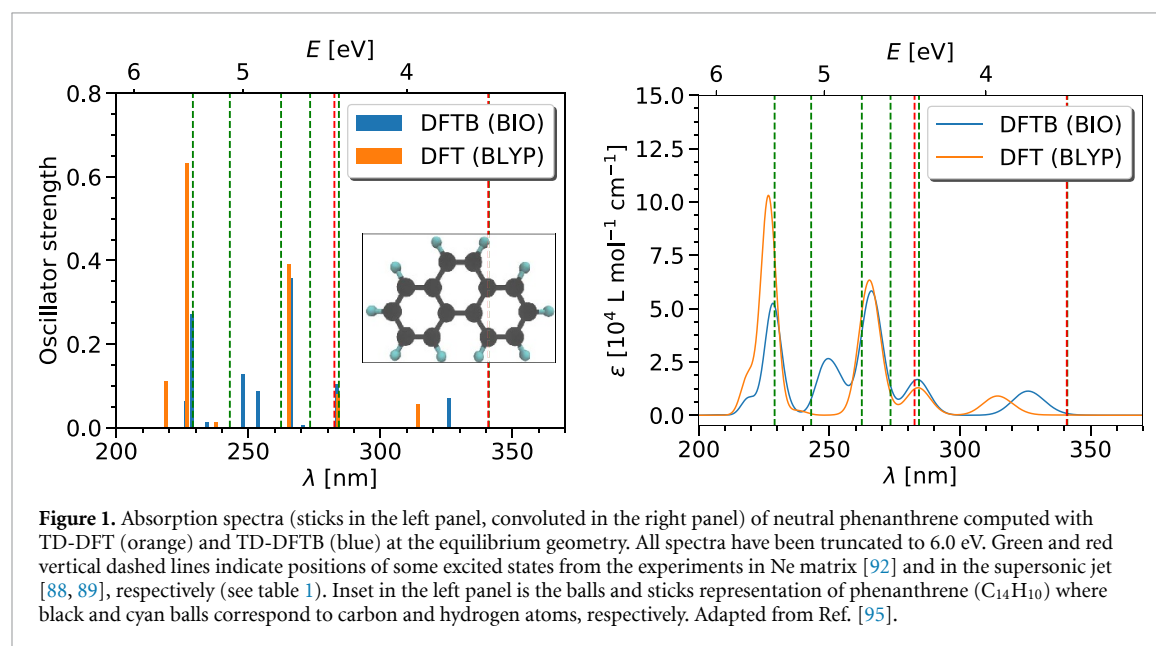 E [eV]
6 5 4
0.8
0.6
0.4
0.2
0.0
Oscillator strength
DFTB (BIO)
DFT (BLYP)
200 250 300 350
λ [nm]
E [eV]
6 5 4
15.0
12.5
10.0
7.5
5.0
2.5
0.0
ε [10⁴ L mol⁻¹ cm⁻¹]
DFTB (BIO)
DFT (BLYP)
200 250 300 350
λ [nm]
Figure 1. Absorption spectra (sticks in the left panel, convoluted in the right panel) of neutral phenanthrene computed with
TD-DFT (orange) and TD-DFTB (blue) at the equilibrium geometry. All spectra have been truncated to 6.0 eV. Green and red
vertical dashed lines indicate positions of some excited states from the experiments in Ne matrix [92] and in the supersonic jet
[88, 89], respectively (see table 1). Inset in the left panel is the balls and sticks representation of phenanthrene (C₁₄H₁₀) where
black and cyan balls correspond to carbon and hydrogen atoms, respectively. Adapted from Ref. [95].